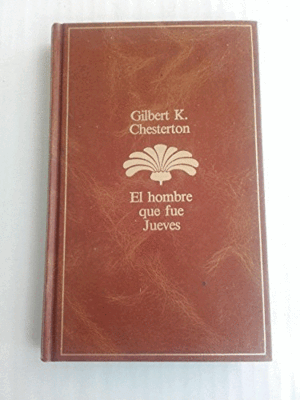 Gilbert K.
Chesterton
El hombre
que fue
Jueves